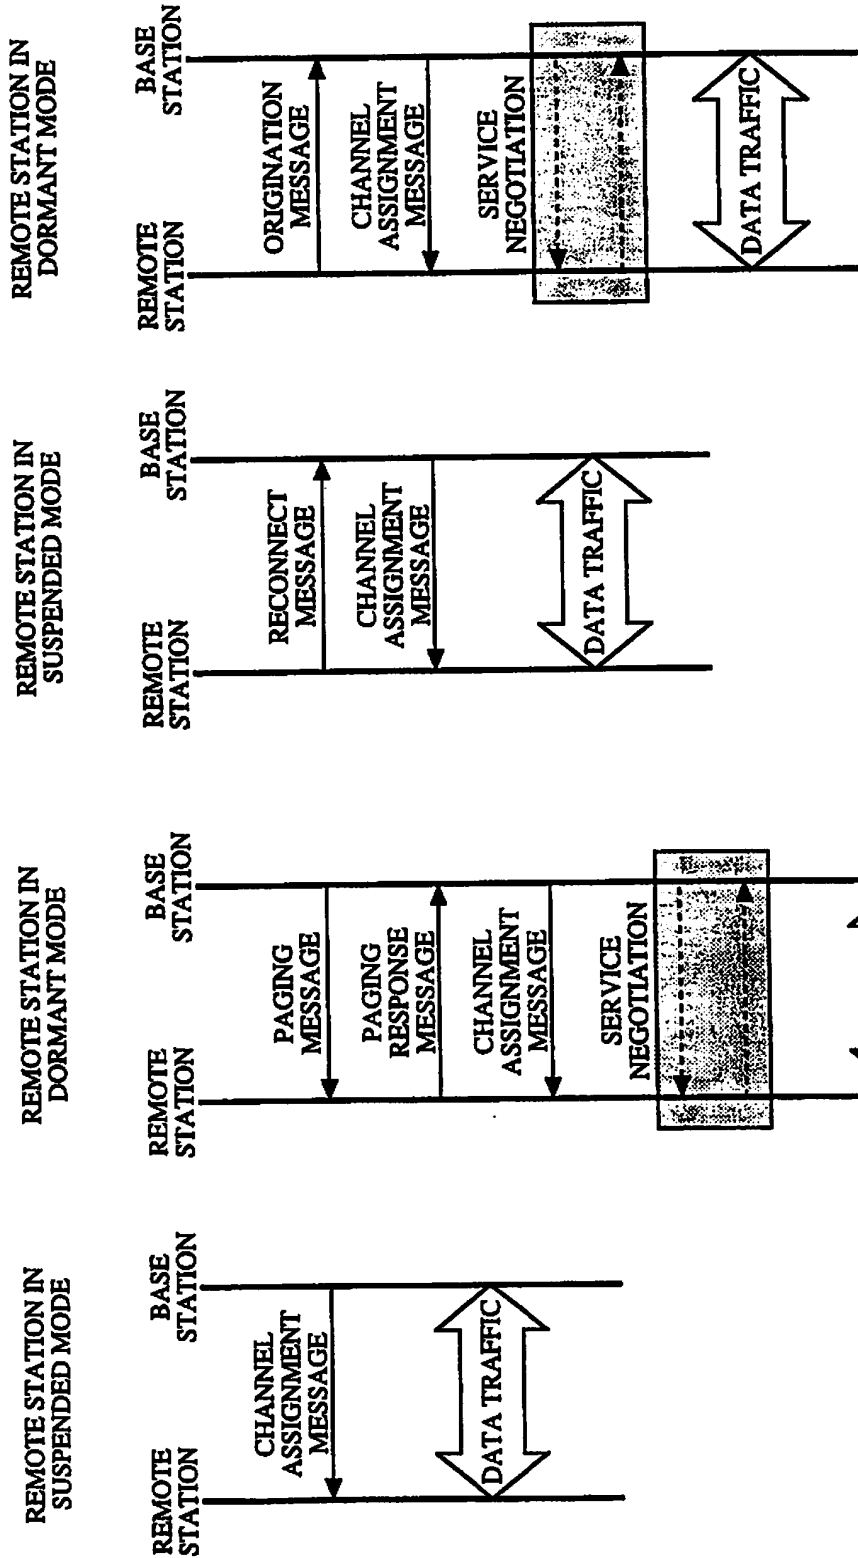 REMOTE STATION IN
SUSPENDED MODE
REMOTE
STATION
BASE
STATION
CHANNEL
ASSIGNMENT
MESSAGE
DATA TRAFFIC
REMOTE STATION IN
DORMANT MODE
REMOTE
STATION
BASE
STATION
PAGING
MESSAGE
PAGING
RESPONSE
MESSAGE
CHANNEL
ASSIGNMENT
MESSAGE
SERVICE
NEGOTIATION
REMOTE STATION IN
SUSPENDED MODE
REMOTE
STATION
BASE
STATION
RECONNECT
MESSAGE
CHANNEL
ASSIGNMENT
MESSAGE
DATA TRAFFIC
REMOTE STATION IN
DORMANT MODE
REMOTE
STATION
BASE
STATION
ORIGINATION
MESSAGE
CHANNEL
ASSIGNMENT
MESSAGE
SERVICE
NEGOTIATION
DATA TRAFFIC